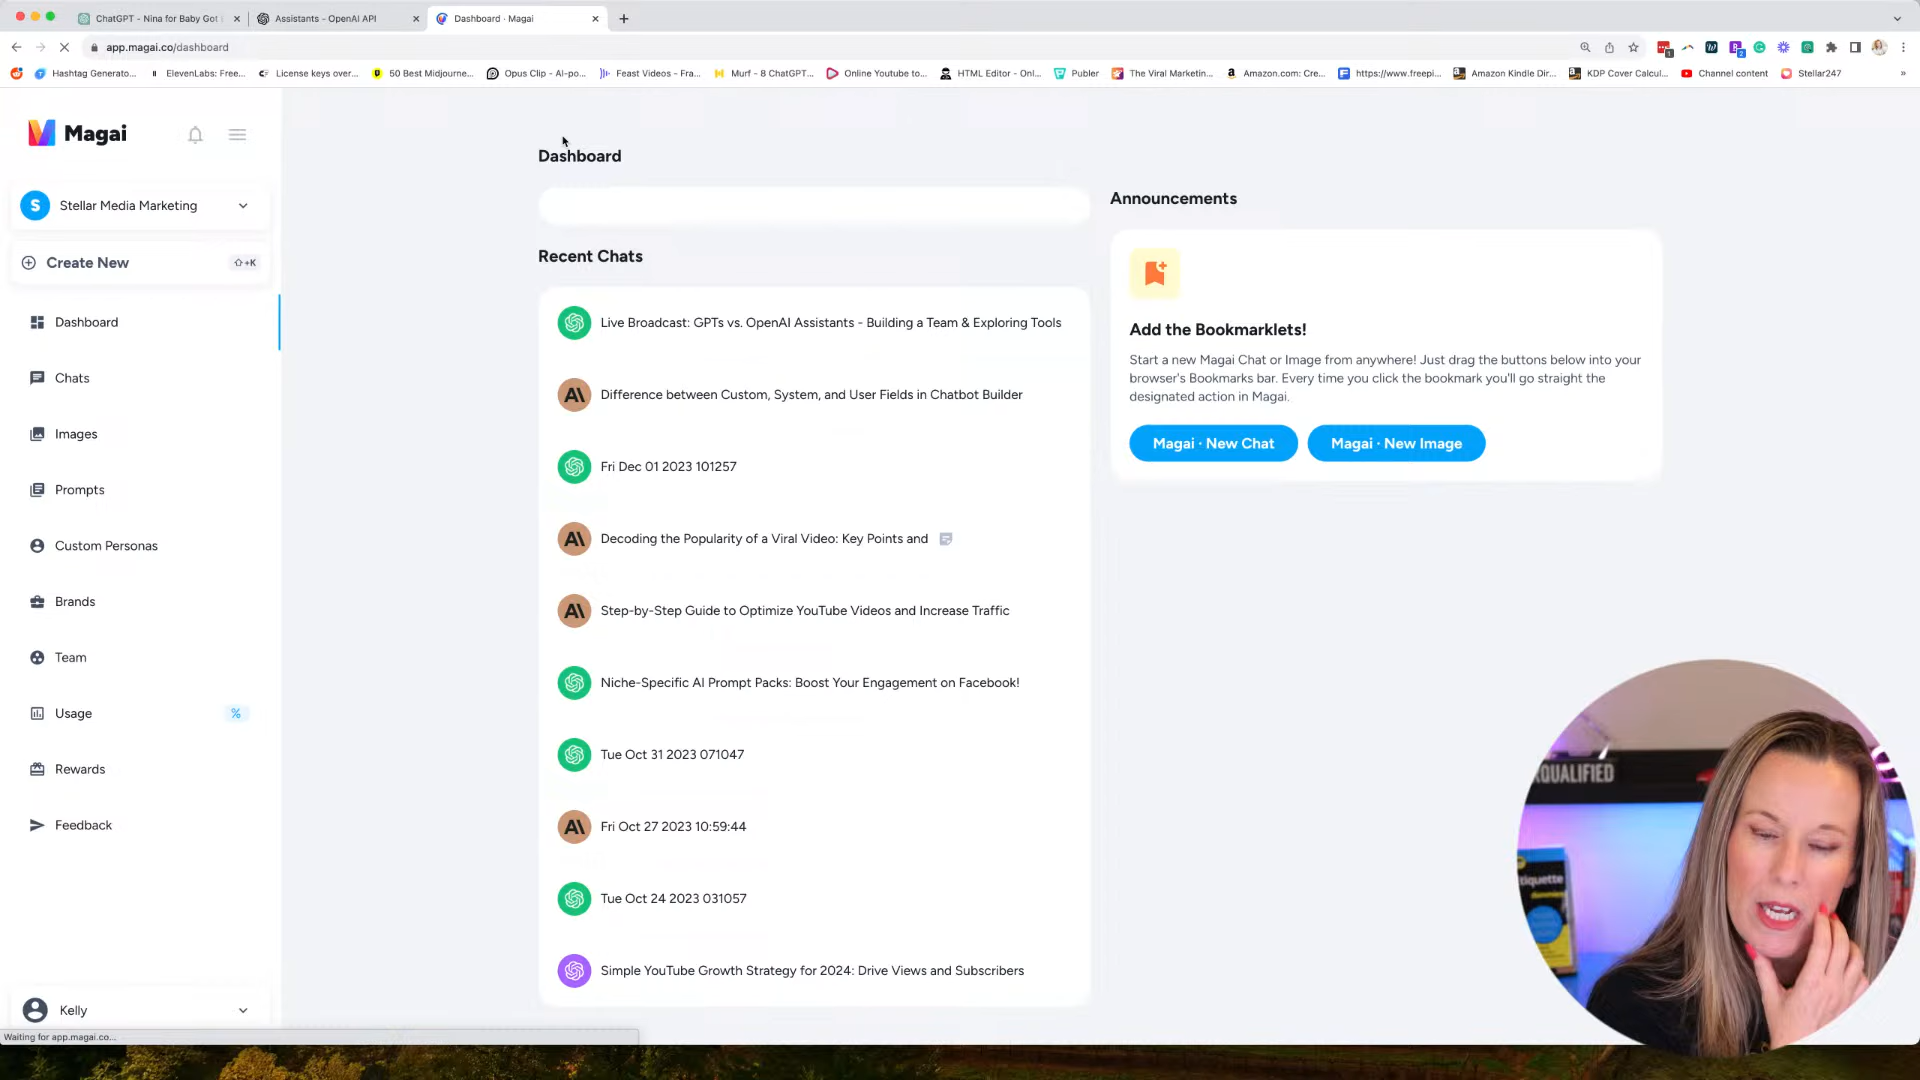 ChatGPT - Nina for Baby Got
Assistants - OpenAI API
Dashboard · Magai
app.magai.co/dashboard
Hashtag Generato...
ElevenLabs: Free...
License keys over...
50 Best Midjourne...
Opus Clip - AI-po...
Feast Videos - Fra...
Murf - 8 ChatGPT...
Online Youtube to...
HTML Editor - Onl...
Publer
The Viral Marketin...
Amazon.com: Cre...
https://www.freepi...
Amazon Kindle Dir...
KDP Cover Calcul...
Channel content
Stellar247
»
Magai
S
Stellar Media Marketing
Create New
⇧+K
Dashboard
Chats
Images
Prompts
Custom Personas
Brands
Team
Usage
%
Rewards
Feedback
Kelly
Waiting for app.magai.co...
Dashboard
Recent Chats
Live Broadcast: GPTs vs. OpenAI Assistants - Building a Team & Exploring Tools
Difference between Custom, System, and User Fields in Chatbot Builder
Fri Dec 01 2023 101257
Decoding the Popularity of a Viral Video: Key Points and
Step-by-Step Guide to Optimize YouTube Videos and Increase Traffic
Niche-Specific AI Prompt Packs: Boost Your Engagement on Facebook!
Tue Oct 31 2023 071047
Fri Oct 27 2023 10:59:44
Tue Oct 24 2023 031057
Simple YouTube Growth Strategy for 2024: Drive Views and Subscribers
Announcements
Add the Bookmarklets!
Start a new Magai Chat or Image from anywhere! Just drag the buttons below into your
browser's Bookmarks bar. Every time you click the bookmark you'll go straight the
designated action in Magai.
Magai · New Chat
Magai · New Image
QUALIFIED
tiquette